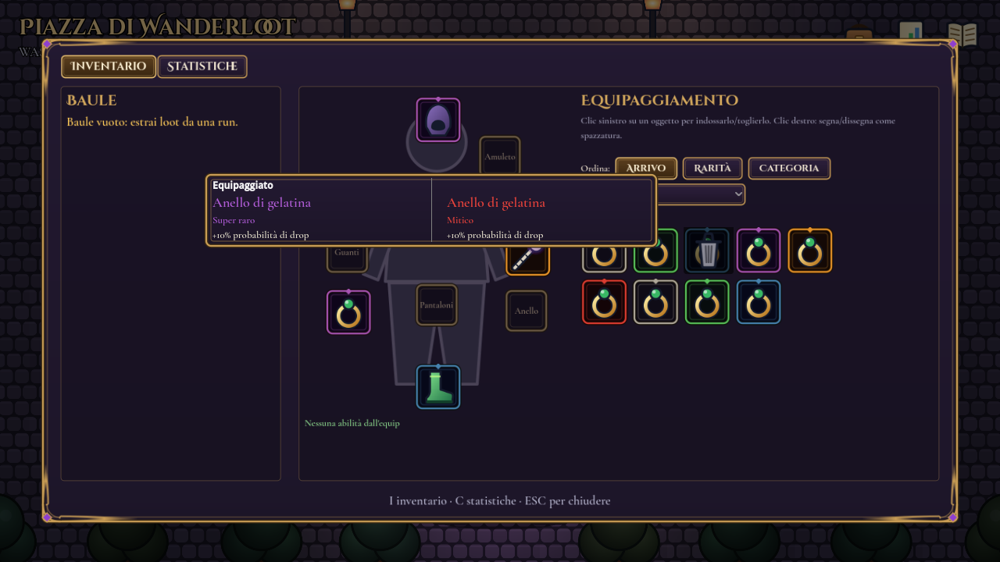 PIAZZA DI WANDERLOOT
WA
INVENTARIO
STATISTICHE
BAULE
Baule vuoto: estrai loot da una run.
Amuleto
Guanti
Pantaloni
Anello
Nessuna abilità dall'equip
EQUIPAGGIAMENTO
Clic sinistro su un oggetto per indossarlo/toglierlo. Clic destro: segna/dissegna come
spazzatura.
Ordina: ARRIVO RARITÀ CATEGORIA
Equipaggiato
Anello di gelatina
Super raro
+10% probabilità di drop
Anello di gelatina
Mitico
+10% probabilità di drop
I inventario · C statistiche · ESC per chiudere